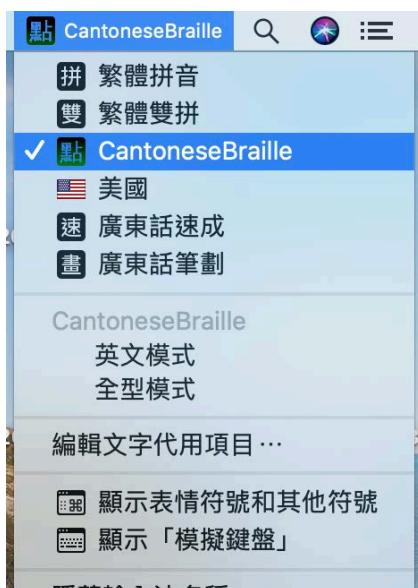 點 CantoneseBraille
拼 繁體拼音
雙 繁體雙拼
✓ 點 CantoneseBraille
美國
速 廣東話速成
畫 廣東話筆劃
CantoneseBraille
英文模式
全型模式
編輯文字代用項目⋯
顯示表情符號和其他符號
顯示「模擬鍵盤」